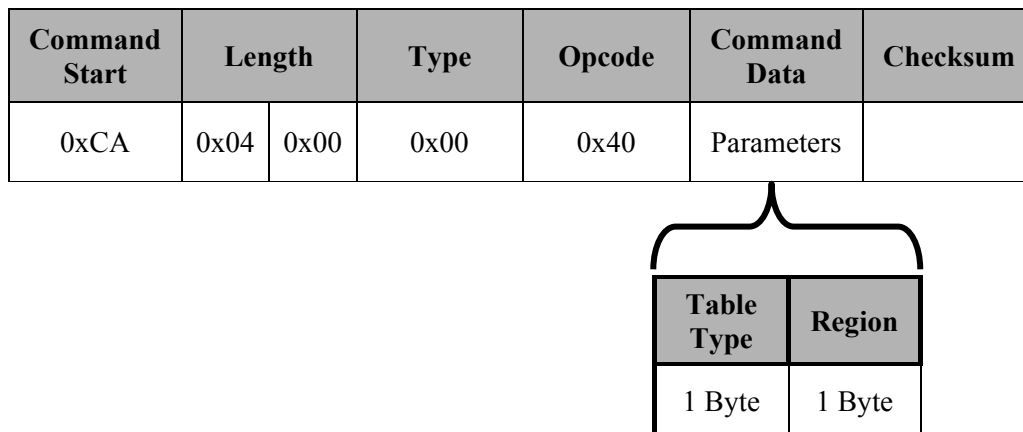 Command Start Length Type Opcode Command Data Checksum
0xCA 0x04 0x00 0x00 0x40 Parameters
Table Type Region
1 Byte 1 Byte